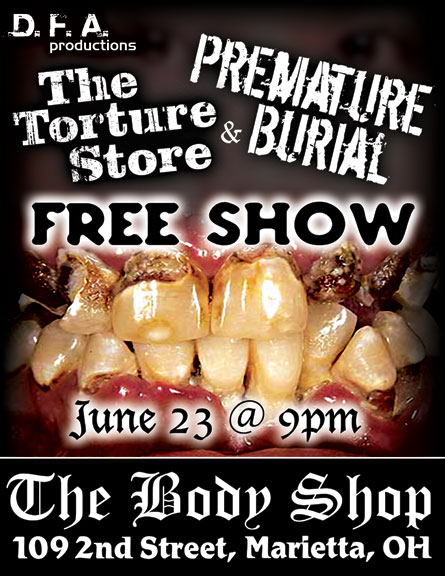 D. F. A.
productions
The
Torture
Store
&
PREMATURE
BURIAL
FREE SHOW
June 23 @ 9pm
The Body Shop
109 2nd Street, Marietta, OH